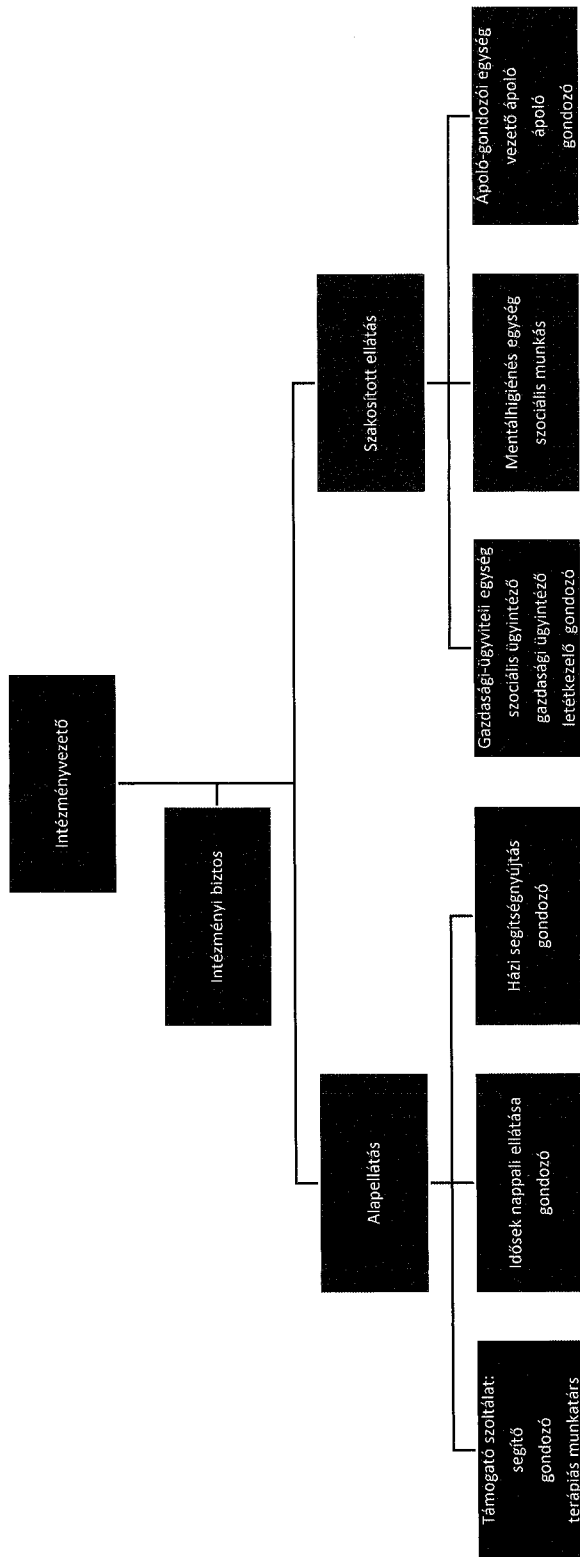 Intézményvezető
Intézményi biztos
Alapellátás
Szakosított ellátás
Támogató szoltálat:
segítő
gondozó
terápiás munkatárs
Idősek nappali ellátása
gondozó
Házi segítségnyújtás
gondozó
Gazdasági-ügyviteli egység
szociális ügyintéző
gazdasági ügyintéző
letétkezelő gondozó
Mentálhigiénés egység
szociális munkás
Ápoló-gondozói egység
vezető ápoló
ápoló
gondozó